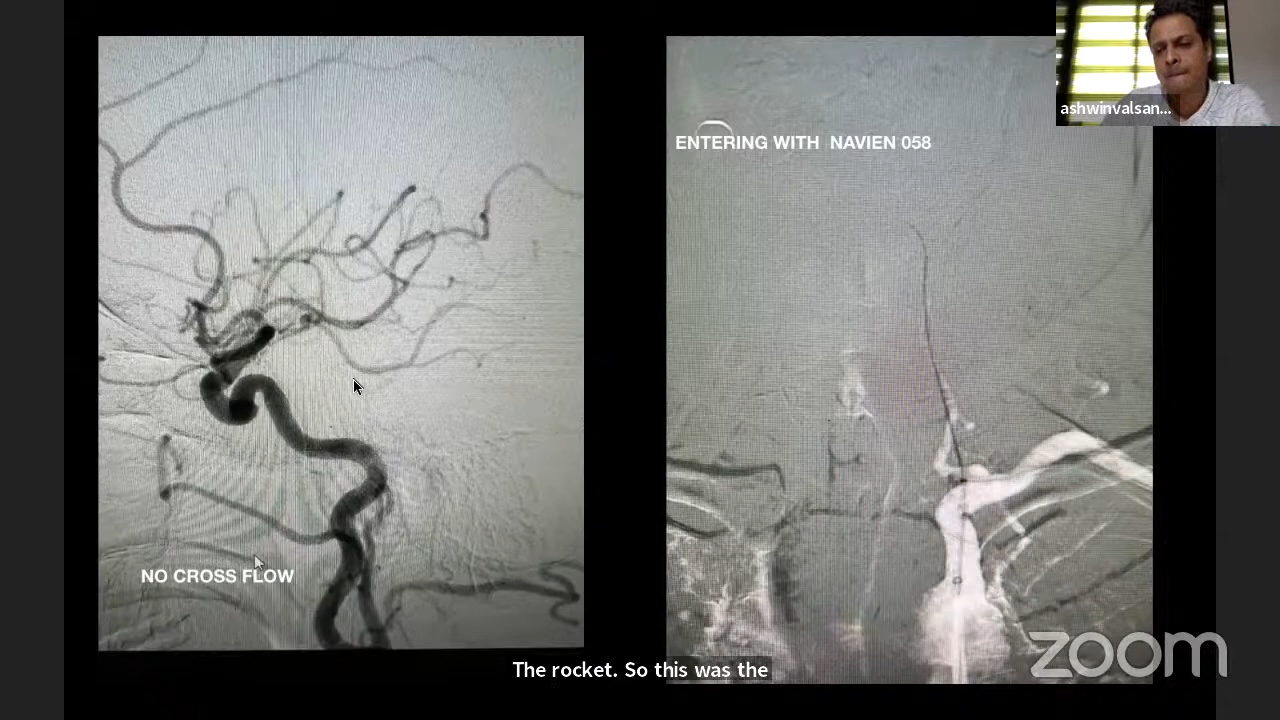 ENTERING WITH NAVIEN 058
ashwinvalsan...
NO CROSS FLOW
The rocket. So this was the
zoom